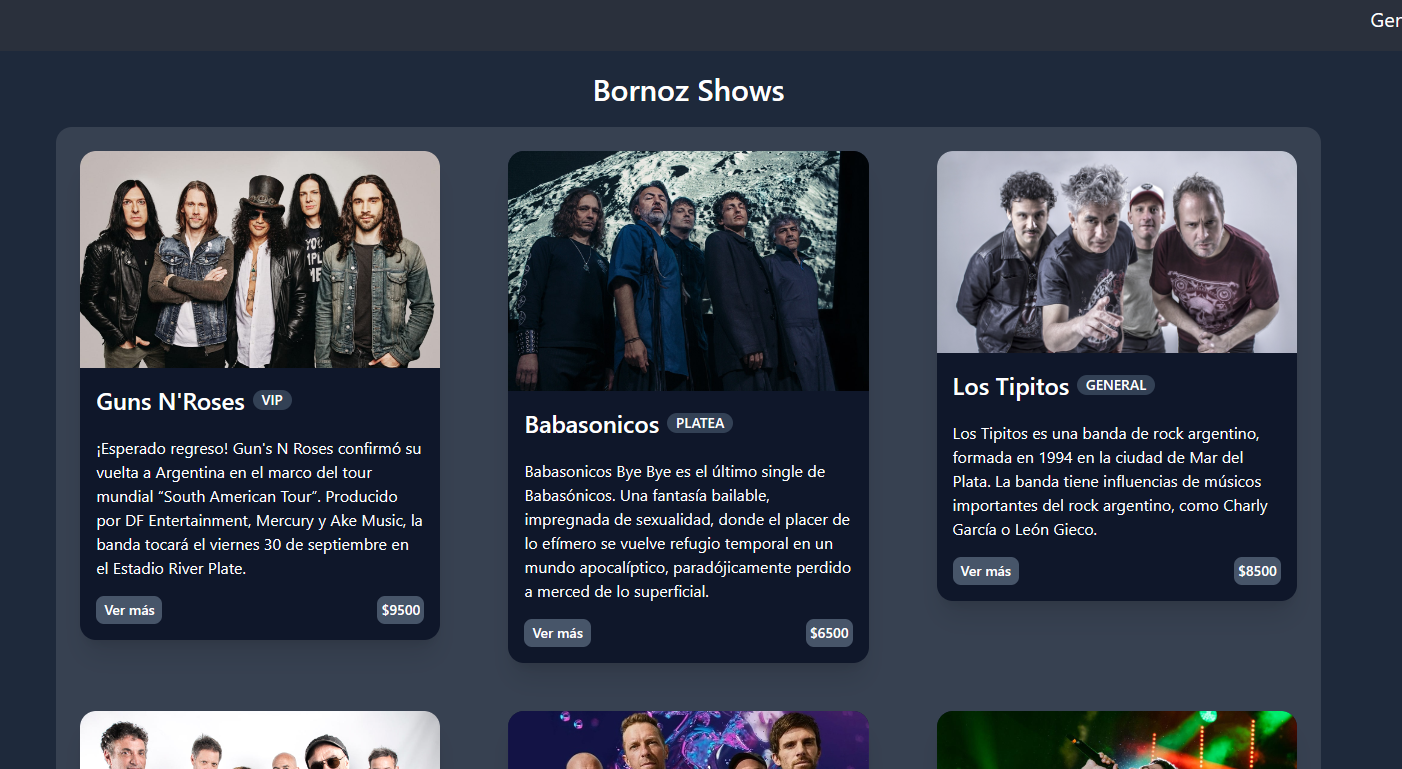 Ger
Bornoz Shows
Guns N'Roses VIP
¡Esperado regreso! Gun's N Roses confirmó su
vuelta a Argentina en el marco del tour
mundial “South American Tour”. Producido
por DF Entertainment, Mercury y Ake Music, la
banda tocará el viernes 30 de septiembre en
el Estadio River Plate.
Ver más
$9500
Babasonicos PLATEA
Babasonicos Bye Bye es el último single de
Babasónicos. Una fantasía bailable,
impregnada de sexualidad, donde el placer de
lo efímero se vuelve refugio temporal en un
mundo apocalíptico, paradójicamente perdido
a merced de lo superficial.
Ver más
$6500
Los Tipitos GENERAL
Los Tipitos es una banda de rock argentino,
formada en 1994 en la ciudad de Mar del
Plata. La banda tiene influencias de músicos
importantes del rock argentino, como Charly
García o León Gieco.
Ver más
$8500